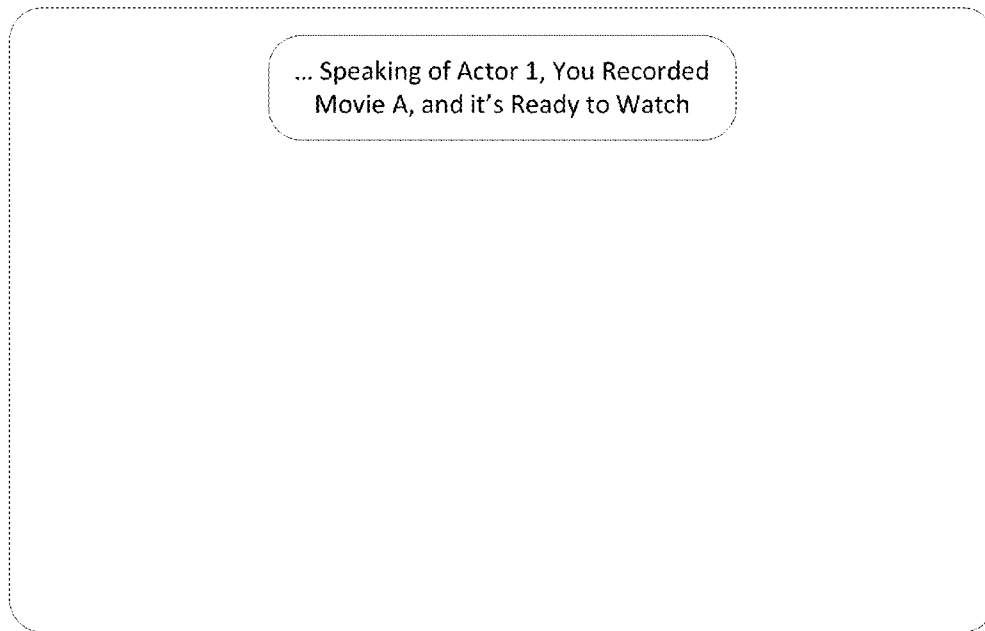 ... Speaking of Actor 1, You Recorded
Movie A, and it's Ready to Watch